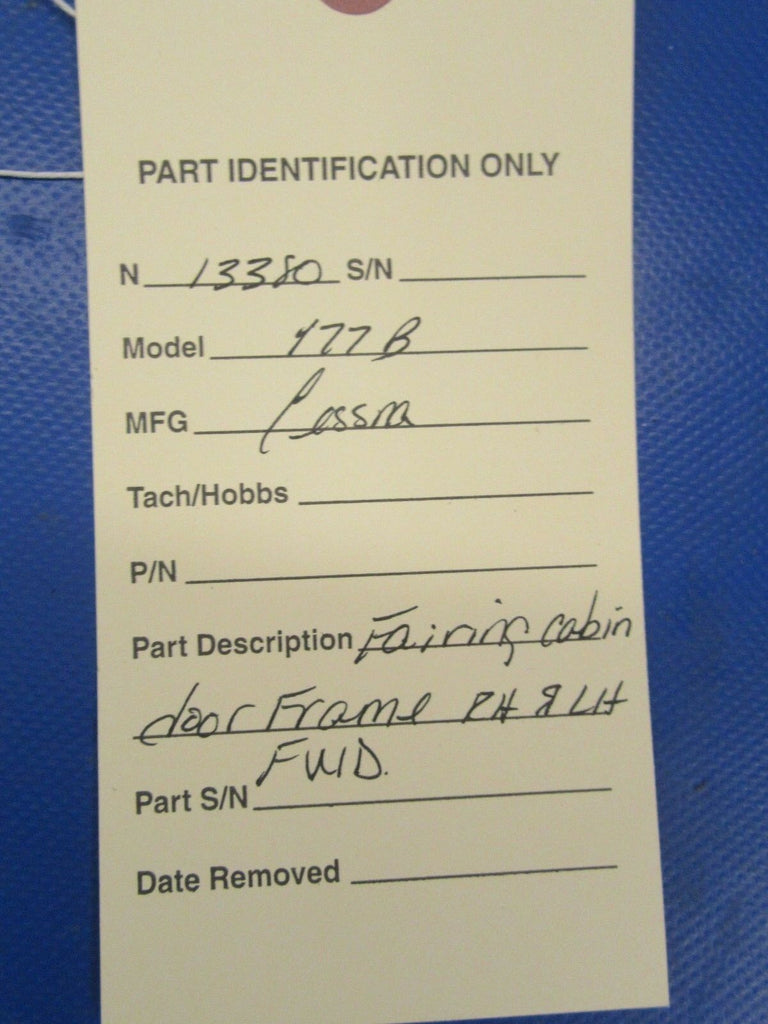 PART IDENTIFICATION ONLY
N 13380 S/N
Model 177B
MFG Cessna
Tach/Hobbs
P/N
Part Description Fairing cabin
door Frame RH & LH
FWD.
Part S/N
Date Removed